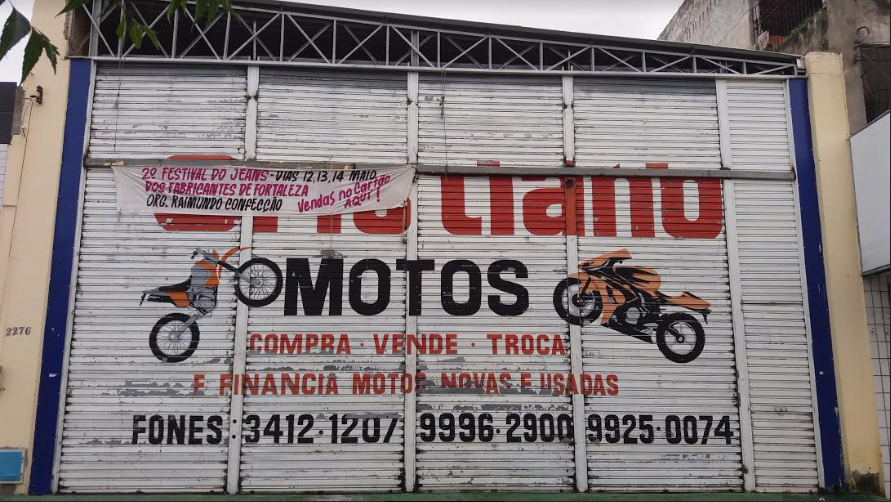 2º FESTIVAL DO JEANS - DIAS 12,13,14 MAIO
DOS FABRICANTES DE FORTALEZA
ORG. RAIMUNDO CONFECÇÃO
Vendas no Cartão
AQUI!
Cristiano
MOTOS
COMPRA · VENDE · TROCA
E FINANCIA MOTOS NOVAS E USADAS
FONES: 3412·1207 9996·2900 9925·0074
2276